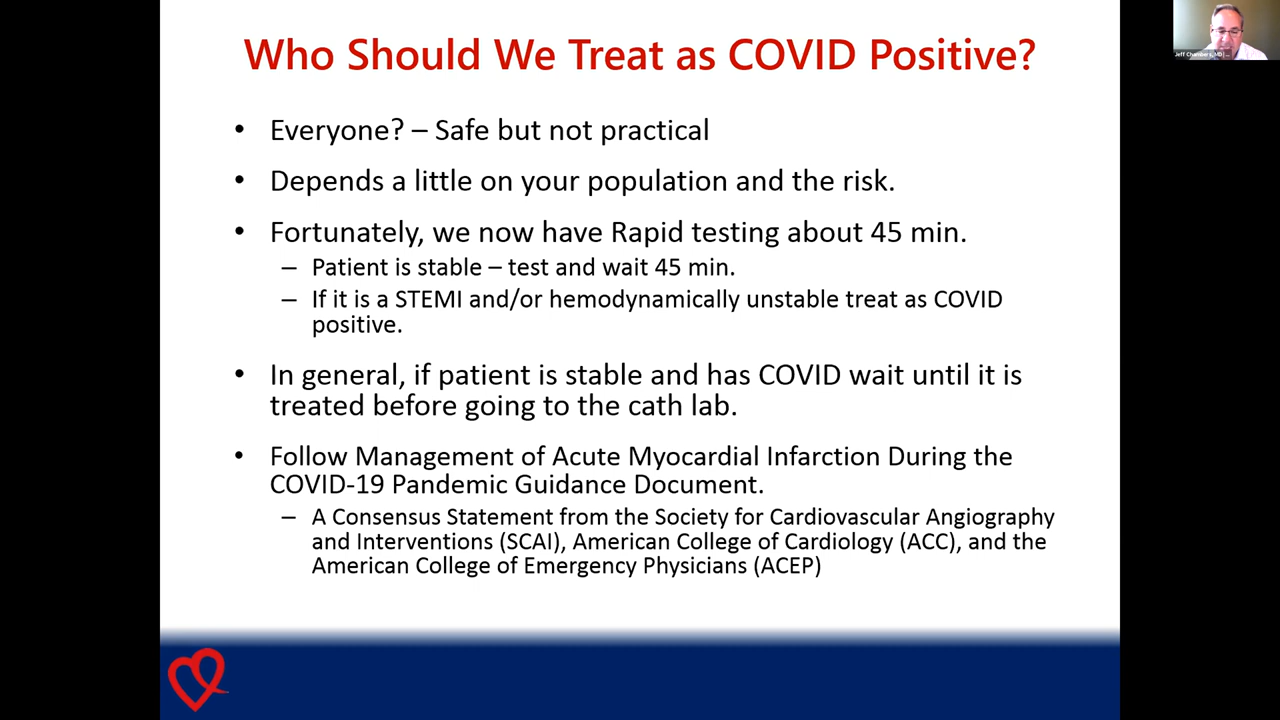 Who Should We Treat as COVID Positive?
• Everyone? – Safe but not practical
• Depends a little on your population and the risk.
• Fortunately, we now have Rapid testing about 45 min.
– Patient is stable – test and wait 45 min.
– If it is a STEMI and/or hemodynamically unstable treat as COVID
positive.
• In general, if patient is stable and has COVID wait until it is
treated before going to the cath lab.
• Follow Management of Acute Myocardial Infarction During the
COVID-19 Pandemic Guidance Document.
– A Consensus Statement from the Society for Cardiovascular Angiography
and Interventions (SCAI), American College of Cardiology (ACC), and the
American College of Emergency Physicians (ACEP)
Jeff Chambers, MD | ...